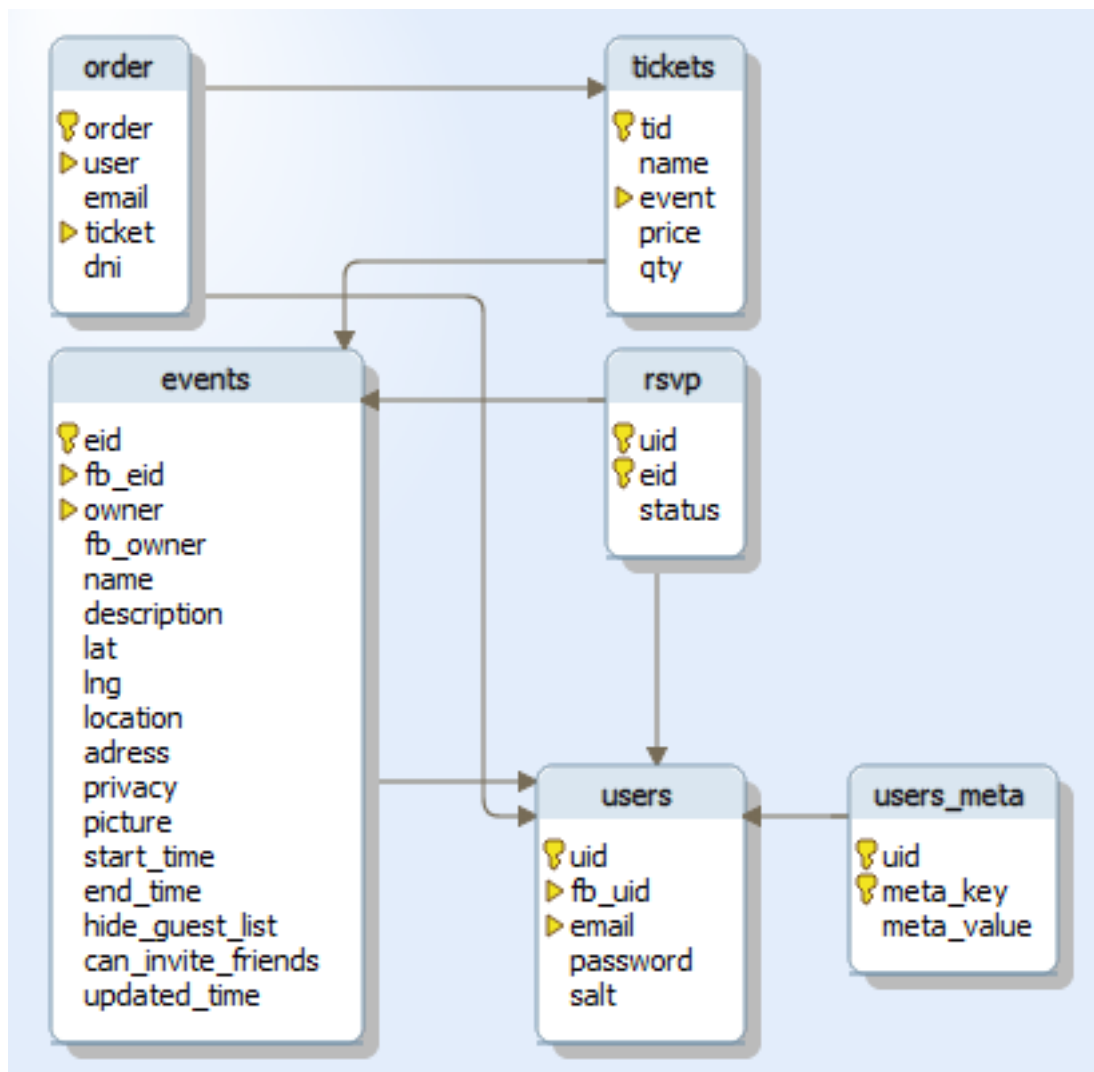 order
order
user
email
ticket
dni
tickets
tid
name
event
price
qty
events
eid
fb_eid
owner
fb_owner
name
description
lat
lng
location
adress
privacy
picture
start_time
end_time
hide_guest_list
can_invite_friends
updated_time
rsvp
uid
eid
status
users
uid
fb_uid
email
password
salt
users_meta
uid
meta_key
meta_value